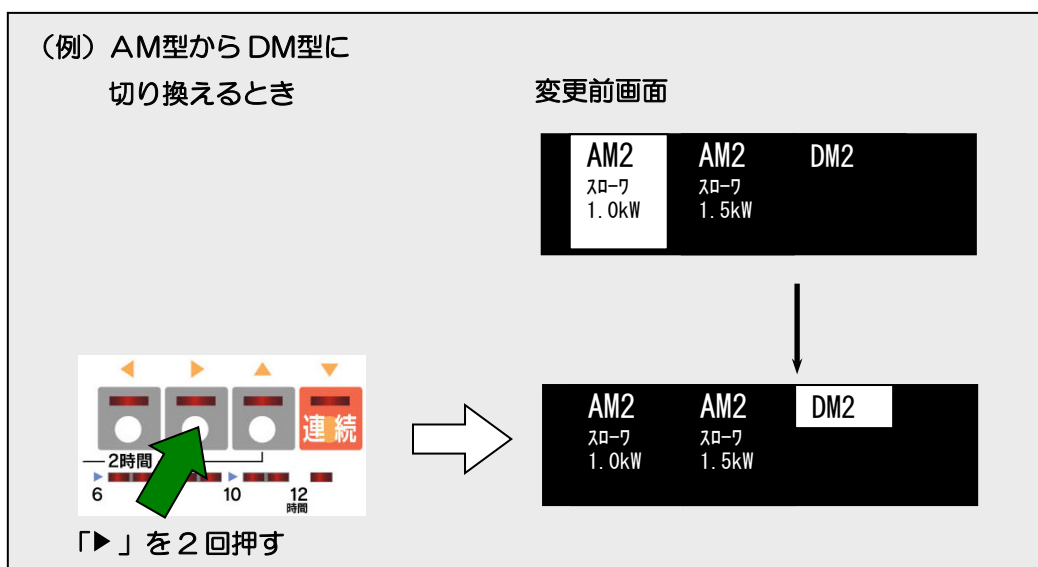 （例）ＡＭ型からＤＭ型に
切り換えるとき
変更前画面
AM2 AM2 DM2
ｽﾛｰﾜ ｽﾛｰﾜ
1.0kW 1.5kW
連続
2時間
6 10 12
時間
「▶」を２回押す
AM2 AM2 DM2
ｽﾛｰﾜ ｽﾛｰﾜ
1.0kW 1.5kW